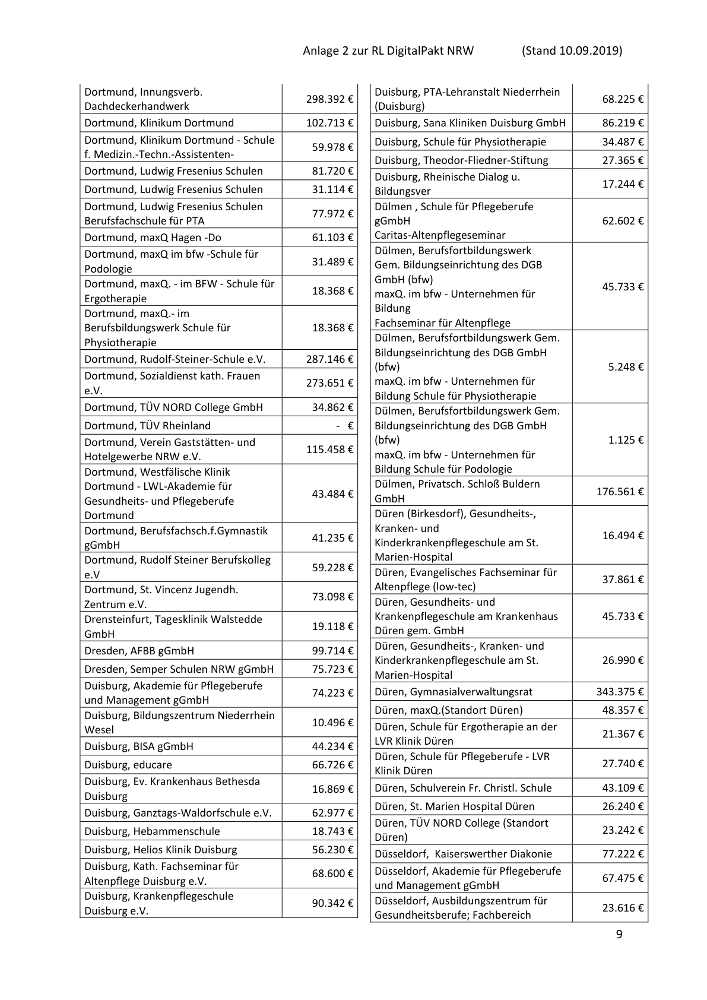 Anlage 2 zur RL DigitalPakt NRW (Stand 10.09.2019)
Dortmund, Innungsverb.
Dachdeckerhandwerk 298.392 €
Dortmund, Klinikum Dortmund 102.713 €
Dortmund, Klinikum Dortmund - Schule
f. Medizin.-Techn.-Assistenten- 59.978 €
Dortmund, Ludwig Fresenius Schulen 81.720 €
Dortmund, Ludwig Fresenius Schulen 31.114 €
Dortmund, Ludwig Fresenius Schulen
Berufsfachschule für PTA 77.972 €
Dortmund, maxQ Hagen -Do 61.103 €
Dortmund, maxQ im bfw -Schule für
Podologie 31.489 €
Dortmund, maxQ. - im BFW - Schule für
Ergotherapie 18.368 €
Dortmund, maxQ.- im
Berufsbildungswerk Schule für
Physiotherapie 18.368 €
Dortmund, Rudolf-Steiner-Schule e.V. 287.146 €
Dortmund, Sozialdienst kath. Frauen
e.V. 273.651 €
Dortmund, TÜV NORD College GmbH 34.862 €
Dortmund, TÜV Rheinland - €
Dortmund, Verein Gaststätten- und
Hotelgewerbe NRW e.V. 115.458 €
Dortmund, Westfälische Klinik
Dortmund - LWL-Akademie für
Gesundheits- und Pflegeberufe
Dortmund 43.484 €
Dortmund, Berufsfachsch.f.Gymnastik
gGmbH 41.235 €
Dortmund, Rudolf Steiner Berufskolleg
e.V 59.228 €
Dortmund, St. Vincenz Jugendh.
Zentrum e.V. 73.098 €
Drensteinfurt, Tagesklinik Walstedde
GmbH 19.118 €
Dresden, AFBB gGmbH 99.714 €
Dresden, Semper Schulen NRW gGmbH 75.723 €
Duisburg, Akademie für Pflegeberufe
und Management gGmbH 74.223 €
Duisburg, Bildungszentrum Niederrhein
Wesel 10.496 €
Duisburg, BISA gGmbH 44.234 €
Duisburg, educare 66.726 €
Duisburg, Ev. Krankenhaus Bethesda
Duisburg 16.869 €
Duisburg, Ganztags-Waldorfschule e.V. 62.977 €
Duisburg, Hebammenschule 18.743 €
Duisburg, Helios Klinik Duisburg 56.230 €
Duisburg, Kath. Fachseminar für
Altenpflege Duisburg e.V. 68.600 €
Duisburg, Krankenpflegeschule
Duisburg e.V. 90.342 €
Duisburg, PTA-Lehranstalt Niederrhein
(Duisburg) 68.225 €
Duisburg, Sana Kliniken Duisburg GmbH 86.219 €
Duisburg, Schule für Physiotherapie 34.487 €
Duisburg, Theodor-Fliedner-Stiftung 27.365 €
Duisburg, Rheinische Dialog u.
Bildungsver 17.244 €
Dülmen , Schule für Pflegeberufe
gGmbH
Caritas-Altenpflegeseminar 62.602 €
Dülmen, Berufsfortbildungswerk
Gem. Bildungseinrichtung des DGB
GmbH (bfw)
maxQ. im bfw - Unternehmen für
Bildung
Fachseminar für Altenpflege 45.733 €
Dülmen, Berufsfortbildungswerk Gem.
Bildungseinrichtung des DGB GmbH
(bfw)
maxQ. im bfw - Unternehmen für
Bildung Schule für Physiotherapie 5.248 €
Dülmen, Berufsfortbildungswerk Gem.
Bildungseinrichtung des DGB GmbH
(bfw)
maxQ. im bfw - Unternehmen für
Bildung Schule für Podologie 1.125 €
Dülmen, Privatsch. Schloß Buldern
GmbH 176.561 €
Düren (Birkesdorf), Gesundheits-,
Kranken- und
Kinderkrankenpflegeschule am St.
Marien-Hospital 16.494 €
Düren, Evangelisches Fachseminar für
Altenpflege (low-tec) 37.861 €
Düren, Gesundheits- und
Krankenpflegeschule am Krankenhaus
Düren gem. GmbH 45.733 €
Düren, Gesundheits-, Kranken- und
Kinderkrankenpflegeschule am St.
Marien-Hospital 26.990 €
Düren, Gymnasialverwaltungsrat 343.375 €
Düren, maxQ.(Standort Düren) 48.357 €
Düren, Schule für Ergotherapie an der
LVR Klinik Düren 21.367 €
Düren, Schule für Pflegeberufe - LVR
Klinik Düren 27.740 €
Düren, Schulverein Fr. Christl. Schule 43.109 €
Düren, St. Marien Hospital Düren 26.240 €
Düren, TÜV NORD College (Standort
Düren) 23.242 €
Düsseldorf, Kaiserswerther Diakonie 77.222 €
Düsseldorf, Akademie für Pflegeberufe
und Management gGmbH 67.475 €
Düsseldorf, Ausbildungszentrum für
Gesundheitsberufe; Fachbereich 23.616 €
9